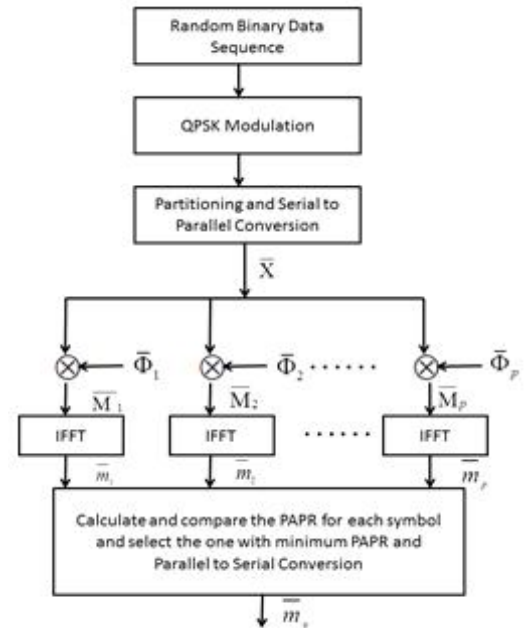 Random Binary Data
Sequence
QPSK Modulation
Partitioning and Serial to
Parallel Conversion
X̅
Φ̅₁ Φ̅₂ ...... Φ̅ₚ
M̅₁ M̅₂ M̅ₚ
IFFT IFFT ...... IFFT
m̅₁ m̅₂ m̅ₚ
Calculate and compare the PAPR for each symbol
and select the one with minimum PAPR and
Parallel to Serial Conversion